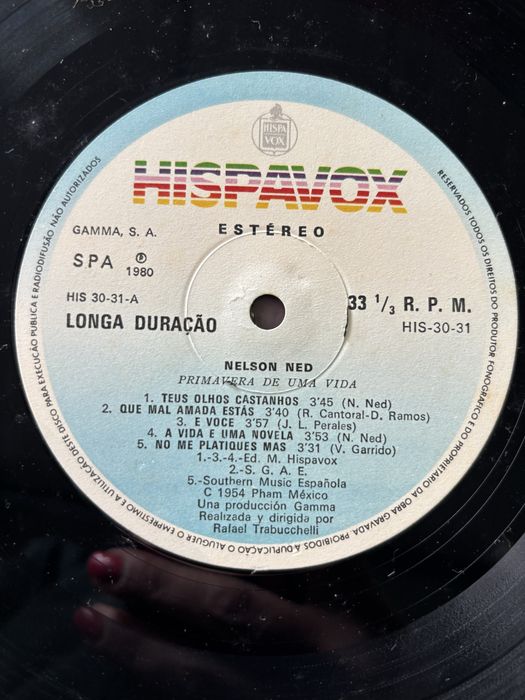 HISPA
VOX
HISPAVOX
ESTÉREO
GAMMA, S. A.
SPA ℗ 1980
33 1/3 R. P. M.
HIS 30-31-A
HIS-30-31
LONGA DURAÇÃO
NELSON NED
PRIMAVERA DE UMA VIDA
1. TEUS OLHOS CASTANHOS 3'45 (N. Ned)
2. QUE MAL AMADA ESTÁS 3'40 (R. Cantoral-D. Ramos)
3. E VOCE 3'57 (J. L. Perales)
4. A VIDA E UMA NOVELA 3'53 (N. Ned)
5. NO ME PLATIQUES MAS 3'31 (V. Garrido)
1.-3.-4.-Ed. M. Hispavox
2.-S. G. A. E.
5.-Southern Music Española
C 1954 Pham México
Una producción Gamma
Realizada y dirigida por
Rafael Trabucchelli
RESERVADOS TODOS OS DIREITOS DO PRODUTOR FONOGRAFICO E DO PROPRIETARIO DA OBRA GRAVADA. PROIBIDOS A DUPLICAÇÃO O ALUGUER O EMPRESTIMO E A UTILIZAÇÃO DESTE DISCO PARA EXECUÇÃO PUBLICA E RADIODIFUSÃO NÃO AUTORIZADOS